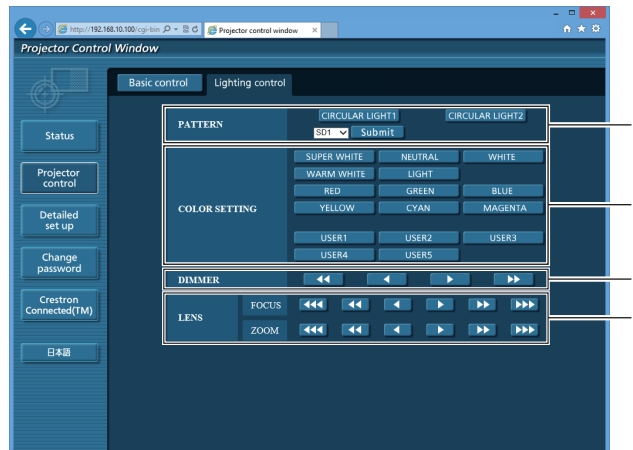 http://192.168.10.100/cgi-bin
Projector control window
Projector Control Window
Basic control
Lighting control
Status
Projector
control
Detailed
set up
Change
password
Crestron
Connected(TM)
日本語
PATTERN
CIRCULAR LIGHT1
CIRCULAR LIGHT2
SD1
Submit
COLOR SETTING
SUPER WHITE
NEUTRAL
WHITE
WARM WHITE
LIGHT
RED
GREEN
BLUE
YELLOW
CYAN
MAGENTA
USER1
USER2
USER3
USER4
USER5
DIMMER
LENS
FOCUS
ZOOM